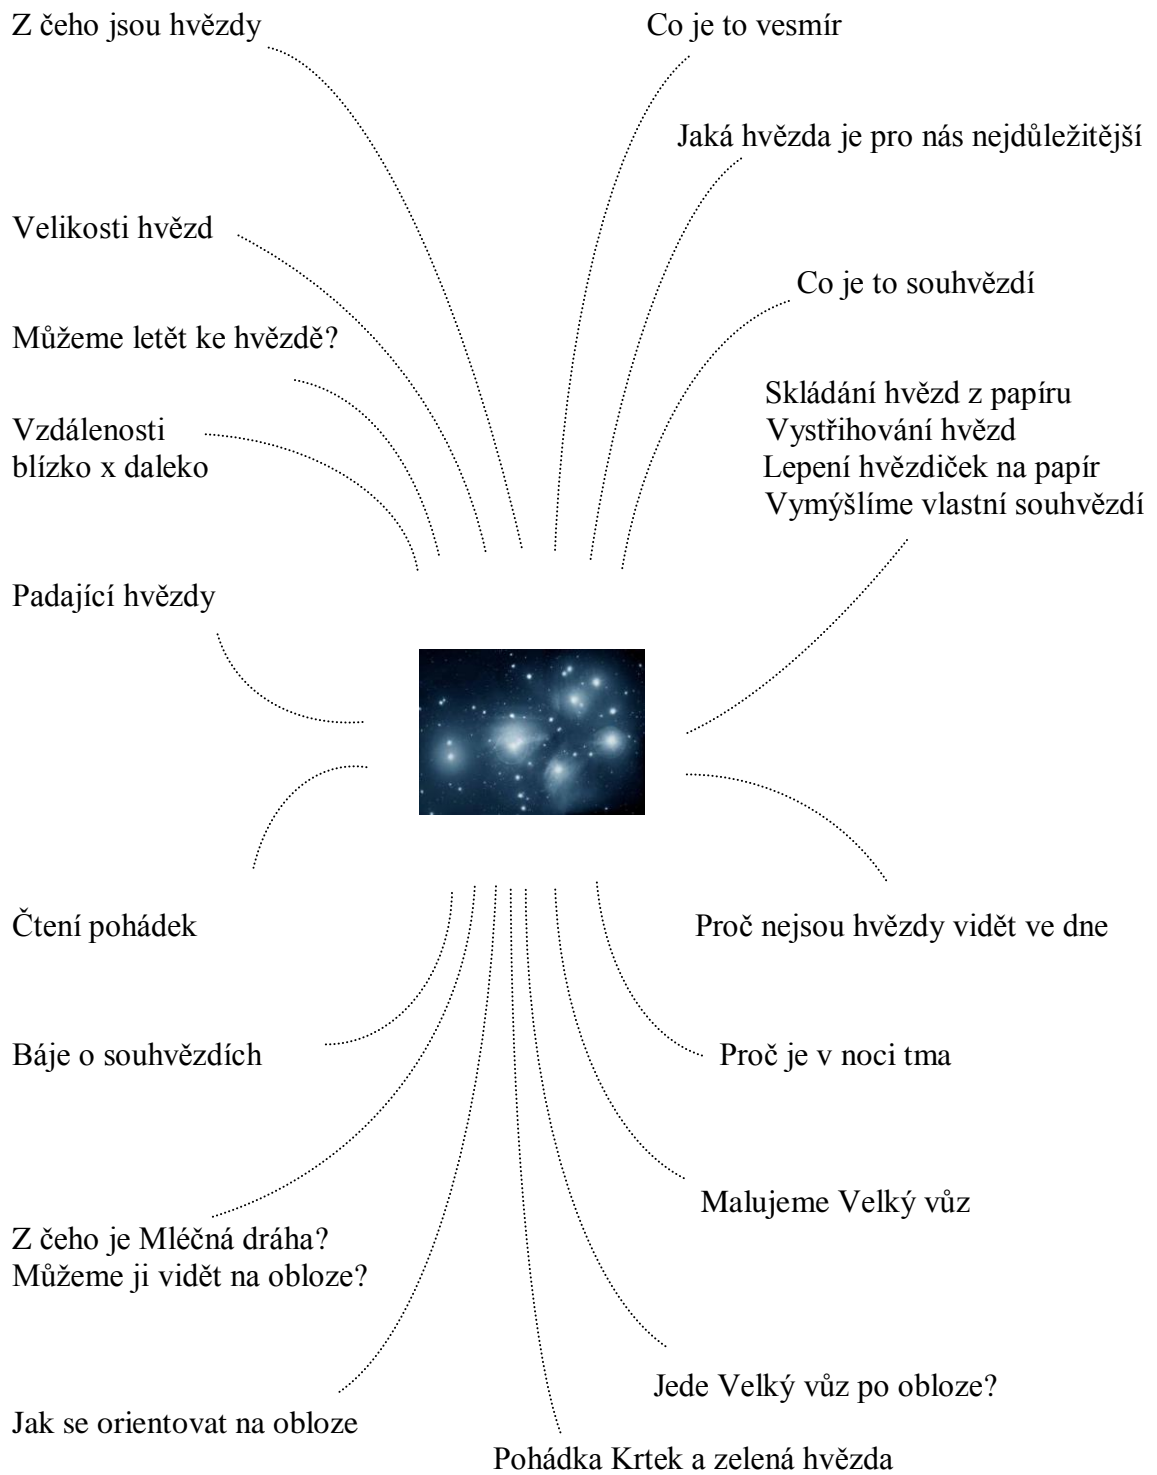 Z čeho jsou hvězdy
Co je to vesmír
Jaká hvězda je pro nás nejdůležitější
Velikosti hvězd
Co je to souhvězdí
Můžeme letět ke hvězdě?
Skládání hvězd z papíru
Vystřihování hvězd
Lepení hvězdiček na papír
Vymýšlíme vlastní souhvězdí
Vzdálenosti
blízko x daleko
Padající hvězdy
Čtení pohádek
Proč nejsou hvězdy vidět ve dne
Báje o souhvězdích
Proč je v noci tma
Malujeme Velký vůz
Z čeho je Mléčná dráha?
Můžeme ji vidět na obloze?
Jede Velký vůz po obloze?
Jak se orientovat na obloze
Pohádka Krtek a zelená hvězda